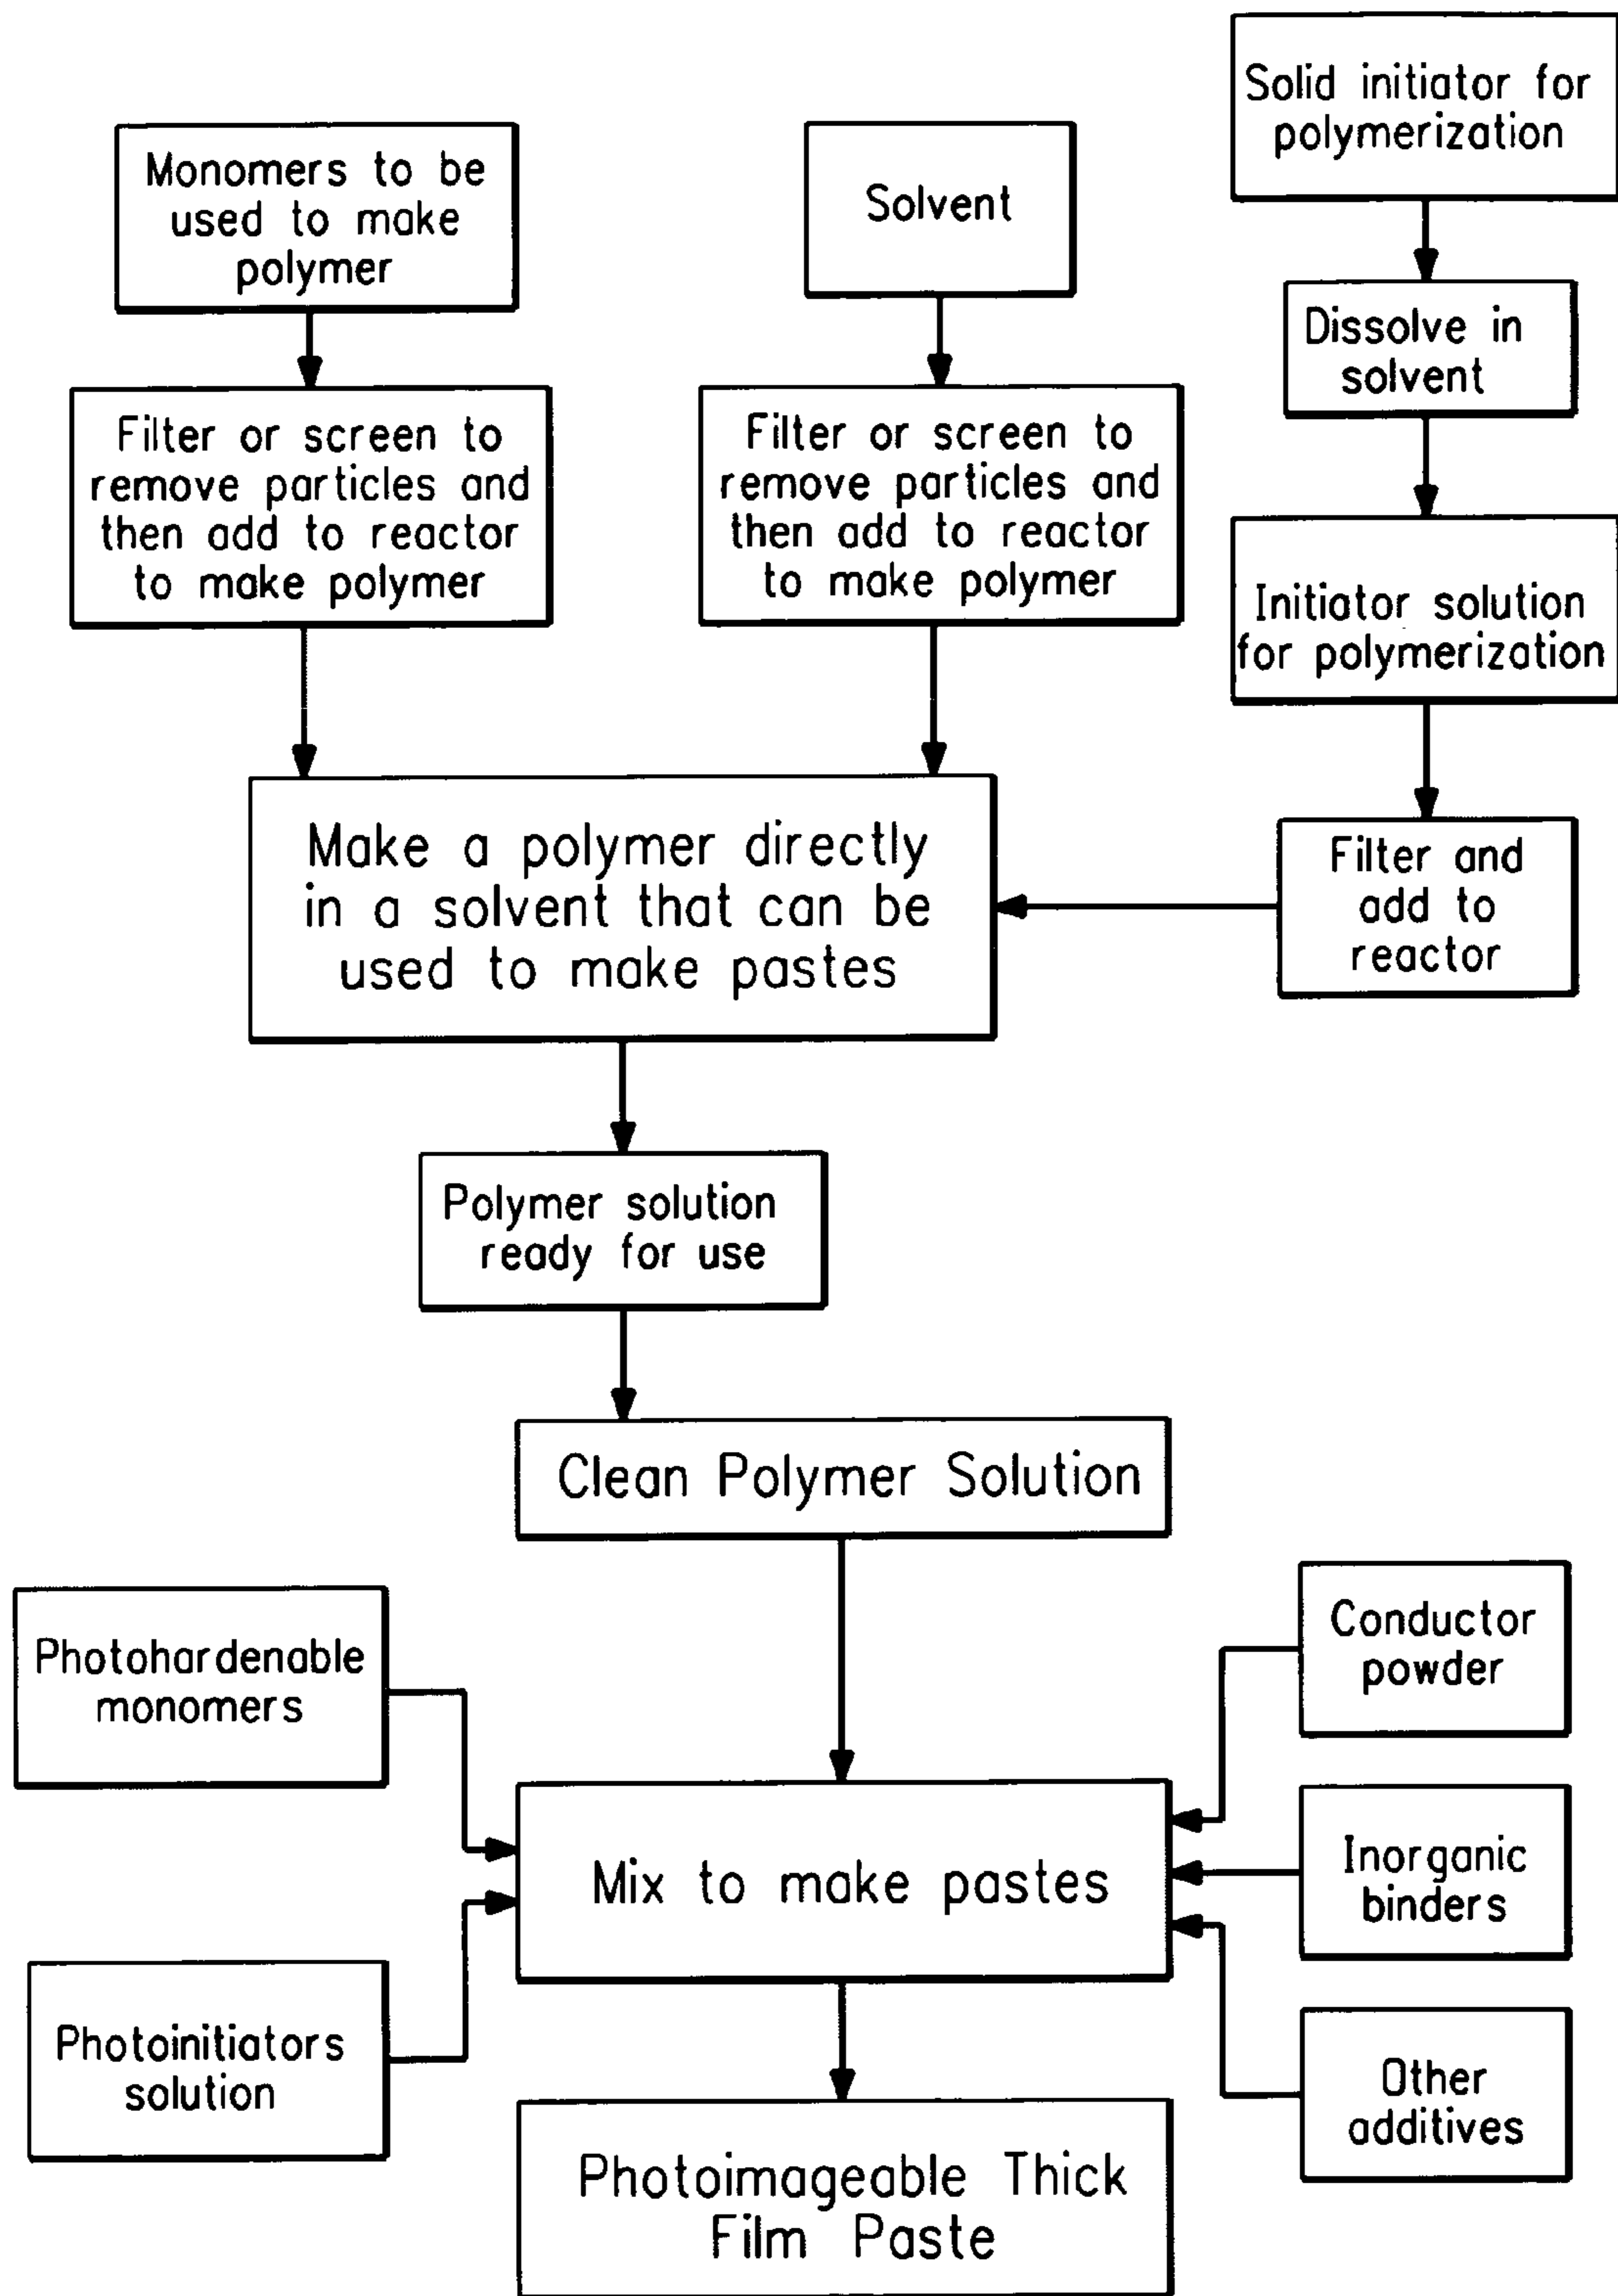 Solid initiator for
polymerization
Monomers to be
used to make
polymer
Solvent
Dissolve in
solvent
Filter or screen to
remove particles and
then add to reactor
to make polymer
Filter or screen to
remove particles and
then add to reactor
to make polymer
Initiator solution
for polymerization
Make a polymer directly
in a solvent that can be
used to make pastes
Filter and
add to
reactor
Polymer solution
ready for use
Clean Polymer Solution
Photohardenable
monomers
Conductor
powder
Mix to make pastes
Inorganic
binders
Photoinitiators
solution
Other
additives
Photoimageable Thick
Film Paste